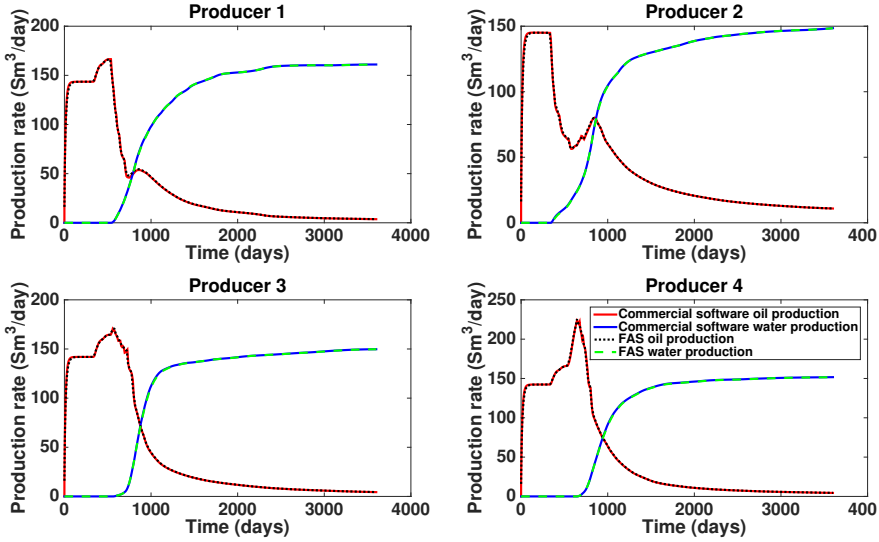 Producer 1
Production rate (Sm³/day)
200
150
100
50
0
0 1000 2000 3000 4000
Time (days)
Producer 2
Production rate (Sm³/day)
150
100
50
0
0 1000 2000 3000 400
Time (days)
Producer 3
Production rate (Sm³/day)
200
150
100
50
0
0 1000 2000 3000 4000
Time (days)
Producer 4
Production rate (Sm³/day)
250
200
150
100
50
0
0 1000 2000 3000 400
Time (days)
Commercial software oil production
Commercial software water production
FAS oil production
FAS water production